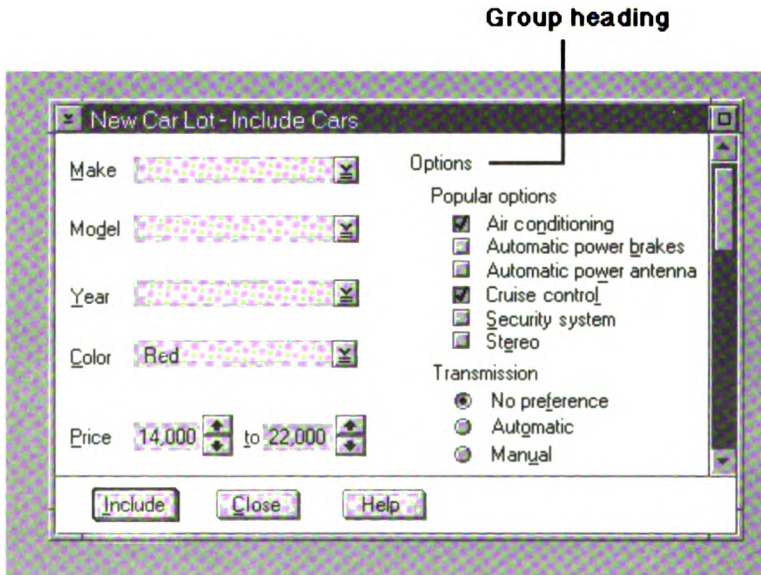 Group heading
New Car Lot - Include Cars
Make
Model
Year
Color Red
Price 14,000 to 22,000
Options
Popular options
Air conditioning
Automatic power brakes
Automatic power antenna
Cruise control
Security system
Stereo
Transmission
No preference
Automatic
Manual
Include Close Help